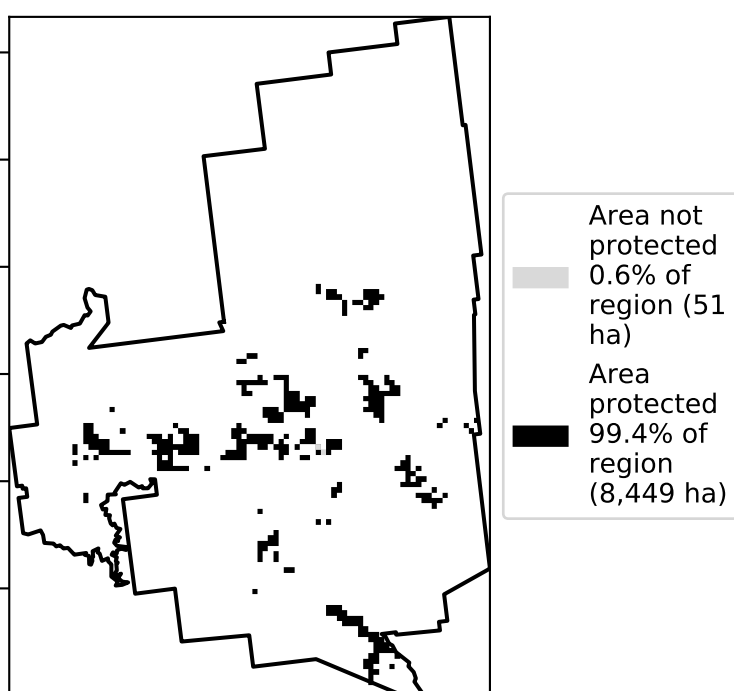 Area not
protected
0.6% of
region (51
ha)
Area
protected
99.4% of
region
(8,449 ha)